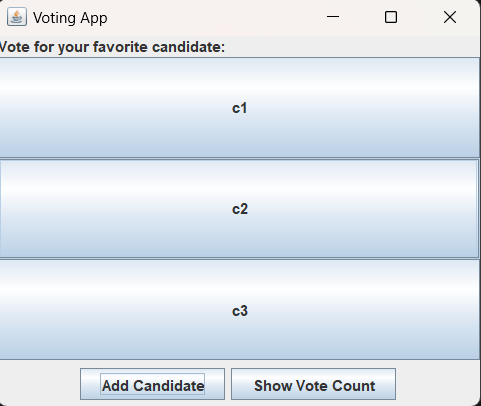 Voting App
Vote for your favorite candidate:
c1
c2
c3
Add Candidate Show Vote Count